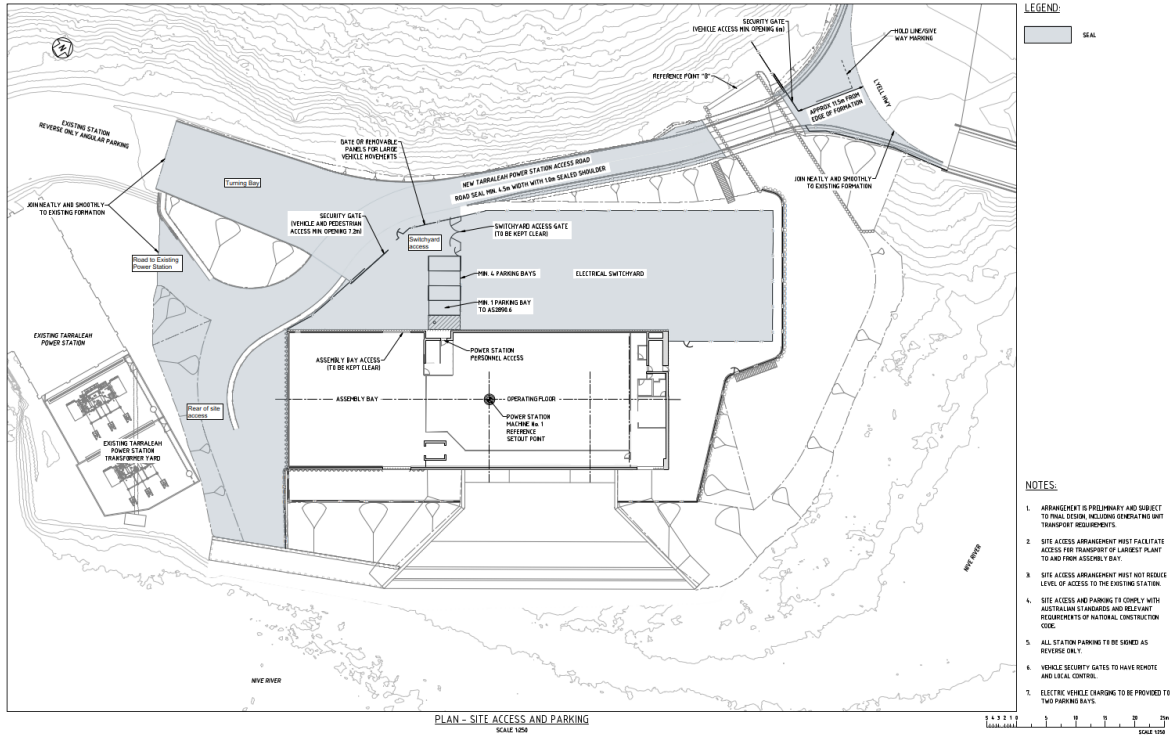 LEGEND:
SEAL
SECURITY GATE
(VEHICLE ACCESS MIN. OPENING 6m)
HOLD LINE/GIVE
WAY MARKING
REFERENCE POINT "B"
LYELL HWY
APPROX 11.5m FROM
EDGE OF FORMATION
JOIN NEATLY AND SMOOTHLY
TO EXISTING FORMATION
N
EXISTING STATION
REVERSE ONLY ANGULAR PARKING
GATE OR REMOVABLE
PANELS FOR LARGE
VEHICLE MOVEMENTS
NEW TARRALEAH POWER STATION ACCESS ROAD
ROAD SEAL MIN. 4.5m WIDTH WITH 1.0m SEALED SHOULDER
Turning Bay
JOIN NEATLY AND SMOOTHLY
TO EXISTING FORMATION
SECURITY GATE
(VEHICLE AND PEDESTRIAN
ACCESS MIN. OPENING 7.2m)
Switchyard
access
SWITCHYARD ACCESS GATE
(TO BE KEPT CLEAR)
Road to Existing
Power Station
MIN. 4 PARKING BAYS
ELECTRICAL SWITCHYARD
MIN. 1 PARKING BAY
TO AS2890.6
EXISTING TARRALEAH
POWER STATION
ASSEMBLY BAY ACCESS
(TO BE KEPT CLEAR)
POWER STATION
PERSONNEL ACCESS
ASSEMBLY BAY
OPERATING FLOOR
Rear of site
access
POWER STATION
MACHINE No. 1
REFERENCE
SETOUT POINT
EXISTING TARRALEAH
POWER STATION
TRANSFORMER YARD
NIVE RIVER
NIVE RIVER
NOTES:
1. ARRANGEMENT IS PRELIMINARY AND SUBJECT
TO FINAL DESIGN, INCLUDING GENERATING UNIT
TRANSPORT REQUIREMENTS.
2 SITE ACCESS ARRANGEMENT MUST FACILITATE
ACCESS FOR TRANSPORT OF LARGEST PLANT
TO AND FROM ASSEMBLY BAY.
3. SITE ACCESS ARRANGEMENT MUST NOT REDUCE
LEVEL OF ACCESS TO THE EXISTING STATION.
4. SITE ACCESS AND PARKING TO COMPLY WITH
AUSTRALIAN STANDARDS AND RELEVANT
REQUIREMENTS OF NATIONAL CONSTRUCTION
CODE.
5. ALL STATION PARKING TO BE SIGNED AS
REVERSE ONLY.
6. VEHICLE SECURITY GATES TO HAVE REMOTE
AND LOCAL CONTROL.
7. ELECTRIC VEHICLE CHARGING TO BE PROVIDED TO
TWO PARKING BAYS.
PLAN - SITE ACCESS AND PARKING
SCALE 1:250
5 4 3 2 1 0 5 10 15 20 25m
SCALE 1:250